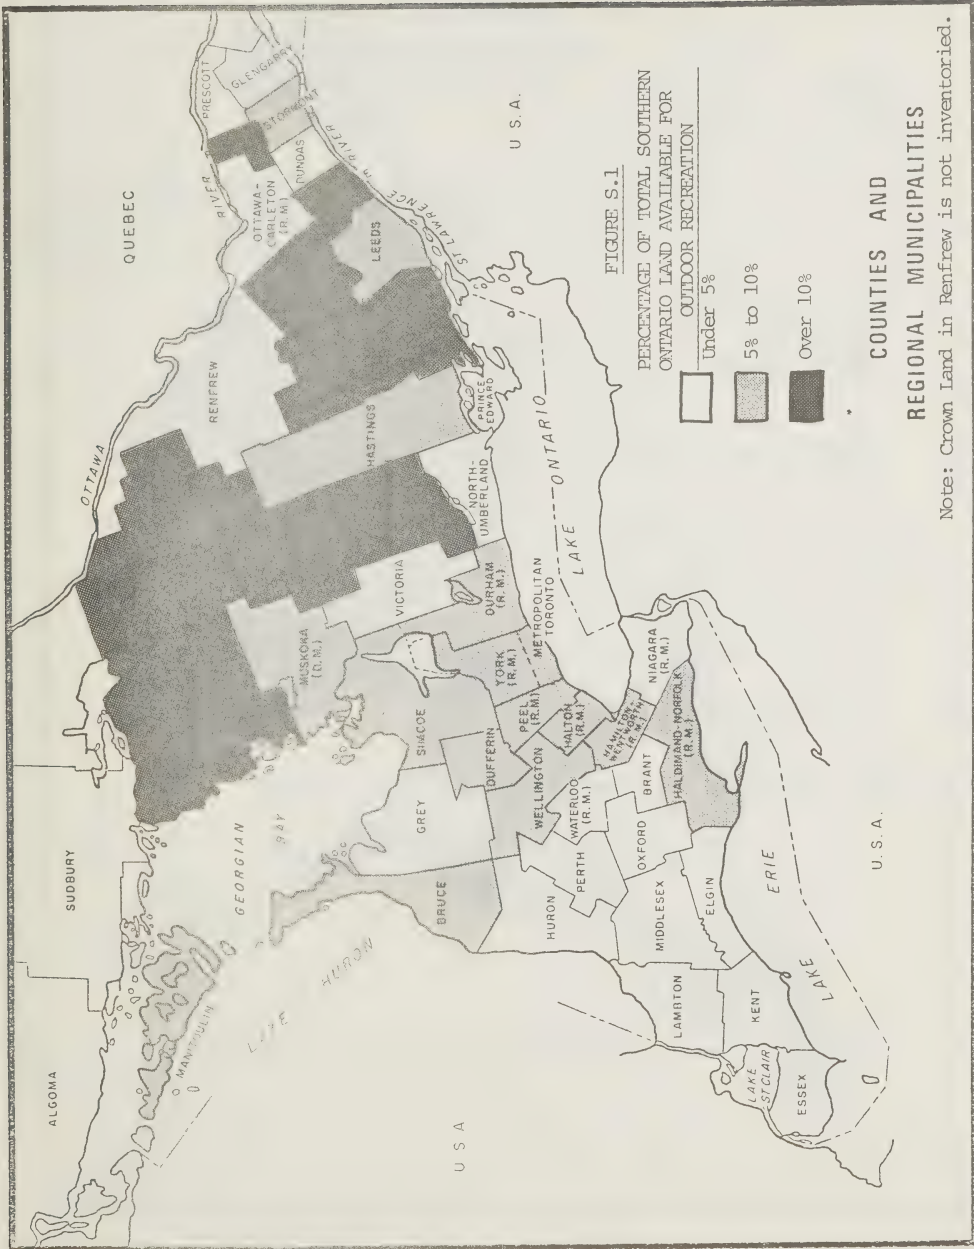 FIGURE S.1
PERCENTAGE OF TOTAL SOUTHERN
ONTARIO LAND AVAILABLE FOR
OUTDOOR RECREATION
Under 5%
5% to 10%
Over 10%
COUNTIES AND
REGIONAL MUNICIPALITIES
Note: Crown Land in Renfrew is not inventoried.
ALGOMA
SUDBURY
QUEBEC
OTTAWA
RIVER
PRESCOTT
GLENGARRY
STORMONT
DUNDAS
OTTAWA-
CARLETON
(R.M.)
RIVER
ST LAWRENCE
LEEDS
RENFREW
HASTINGS
PRINCE
EDWARD
NORTH-
UMBERLAND
VICTORIA
DURHAM
(R.M.)
MUSKOKA
(D.M.)
MANITOULIN
GEORGIAN
BAY
LAKE
HURON
SIMCOE
YORK
(R.M.)
METROPOLITAN
TORONTO
LAKE
ONTARIO
U.S.A.
GREY
DUFFERIN
PEEL
(R.M.)
HALTON
(R.M.)
BRUCE
WELLINGTON
WATERLOO
(R.M.)
HAMILTON
WENTWORTH
(R.M.)
NIAGARA
(R.M.)
HURON
PERTH
BRANT
HALDIMAND-NORFOLK
(R.M.)
OXFORD
MIDDLESEX
ELGIN
LAMBTON
KENT
LAKE
ST CLAIR
ESSEX
LAKE
ERIE
U S A
U.S.A.